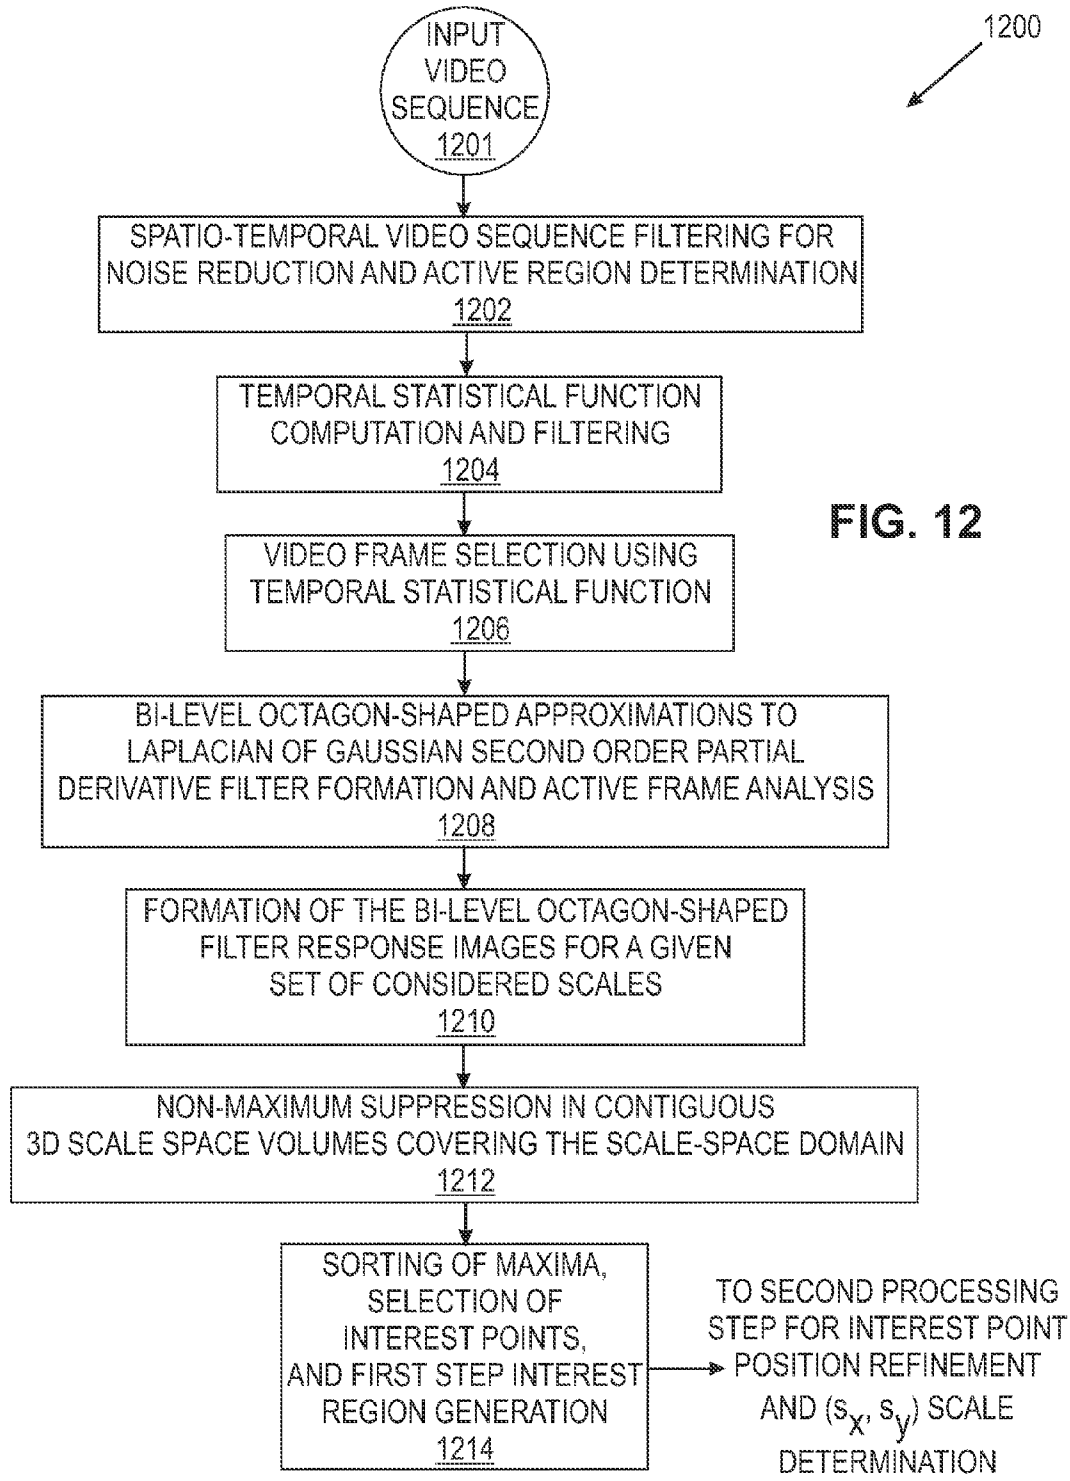 1200
INPUT
VIDEO
SEQUENCE
1201
SPATIO-TEMPORAL VIDEO SEQUENCE FILTERING FOR
NOISE REDUCTION AND ACTIVE REGION DETERMINATION
1202
TEMPORAL STATISTICAL FUNCTION
COMPUTATION AND FILTERING
1204
FIG. 12
VIDEO FRAME SELECTION USING
TEMPORAL STATISTICAL FUNCTION
1206
BI-LEVEL OCTAGON-SHAPED APPROXIMATIONS TO
LAPLACIAN OF GAUSSIAN SECOND ORDER PARTIAL
DERIVATIVE FILTER FORMATION AND ACTIVE FRAME ANALYSIS
1208
FORMATION OF THE BI-LEVEL OCTAGON-SHAPED
FILTER RESPONSE IMAGES FOR A GIVEN
SET OF CONSIDERED SCALES
1210
NON-MAXIMUM SUPPRESSION IN CONTIGUOUS
3D SCALE SPACE VOLUMES COVERING THE SCALE-SPACE DOMAIN
1212
SORTING OF MAXIMA,
SELECTION OF
INTEREST POINTS,
AND FIRST STEP INTEREST
REGION GENERATION
1214
TO SECOND PROCESSING
STEP FOR INTEREST POINT
POSITION REFINEMENT
AND (sx, sy) SCALE
DETERMINATION